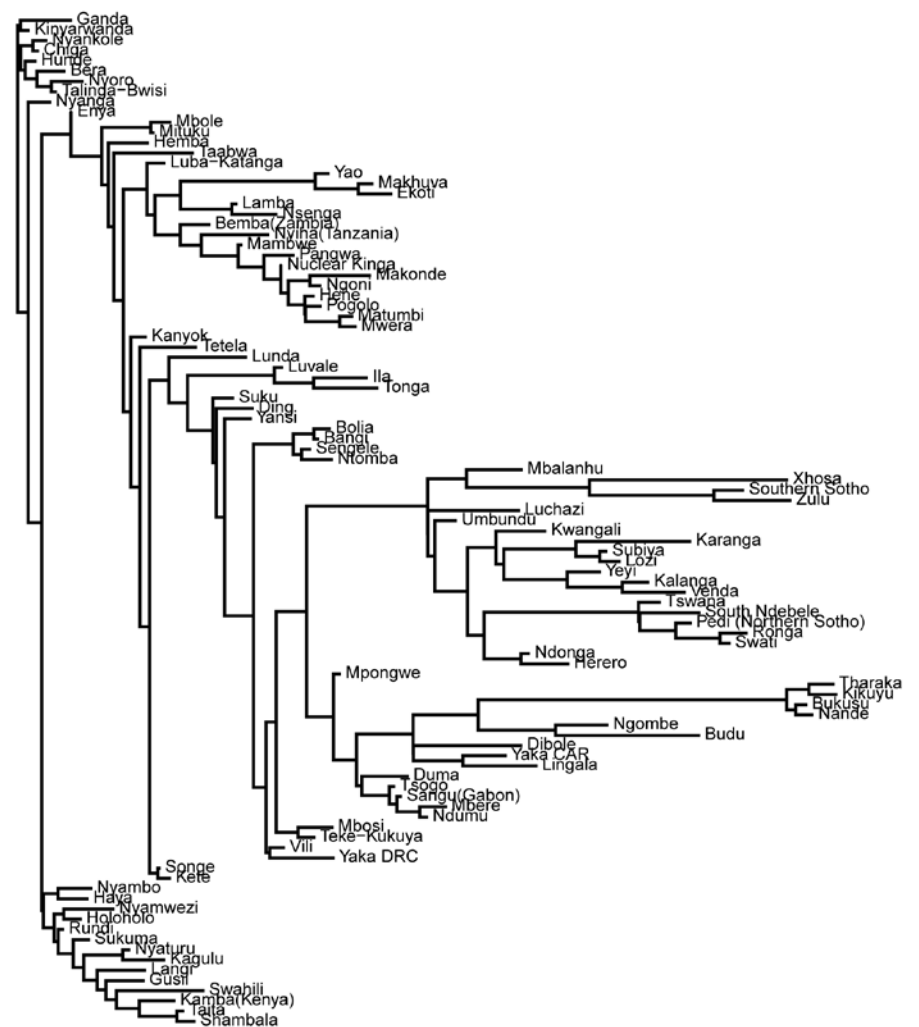 Ganda
Kinyarwanda
Nyankole
Chiga
Hunde
Bera
Nyoro
Talinda-Bwisi
Nyanga
Enya
Mbole
Mituku
Hemba
Taabwa
Luba-Katanga
Yao
Makhuva
Ekoti
Lamba
Nsenga
Bemba(Zambia)
Nyiha(Tanzania)
Mambwe
Pangwa
Nuclear Kinga
Makonde
Ngoni
Hehe
Pogolo
Matumbi
Mwera
Kanyok
Tetela
Lunda
Luvale
Ila
Tonga
Suku
Ding
Yansi
Bolia
Bangi
Sengele
Ntomba
Mbalanhu
Xhosa
Southern Sotho
Zulu
Luchazi
Umbundu
Kwangali
Karanga
Subiya
Lozi
Yeyi
Kalanga
Venda
Tswana
South Ndebele
Pedi (Northern Sotho)
Ronga
Swati
Ndonga
Herero
Mpongwe
Tharaka
Kikuyu
Bukusu
Nande
Ngombe
Budu
Dibole
Yaka CAR
Lingala
Duma
Tsogo
Sangu(Gabon)
Mbere
Ndumu
Mbosi
Teke-Kukuya
Vili
Yaka DRC
Songe
Kete
Nyambo
Haya
Nyamwezi
Holoholo
Rundi
Sukuma
Nyaturu
Kagulu
Langi
Gusii
Swahili
Kamba(Kenya)
Taita
Shambala